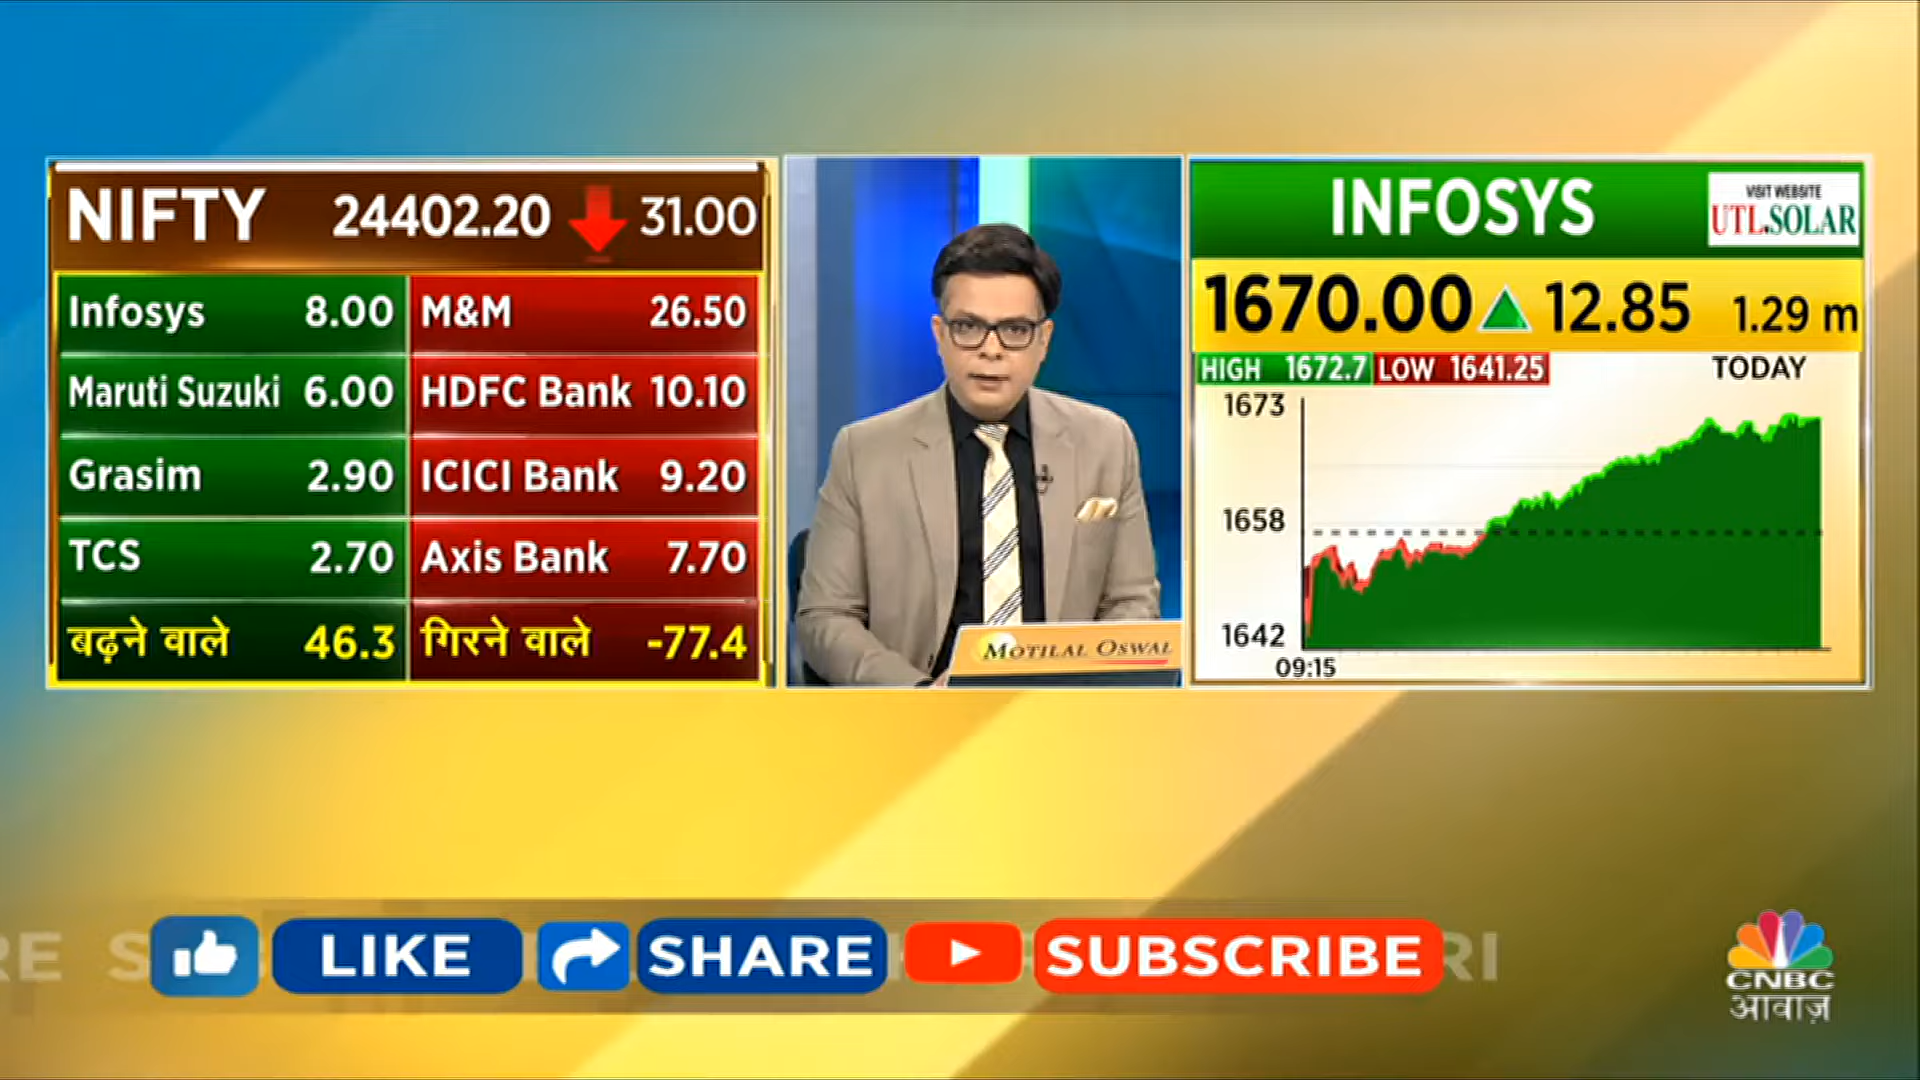 NIFTY 24402.20 31.00
Infosys 8.00 M&M 26.50
Maruti Suzuki 6.00 HDFC Bank 10.10
Grasim 2.90 ICICI Bank 9.20
TCS 2.70 Axis Bank 7.70
बढ़ने वाले 46.3 गिरने वाले -77.4
MOTILAL OSWAL
INFOSYS
VISIT WEBSITE
UTL.SOLAR
1670.00 12.85 1.29 m
HIGH 1672.7 LOW 1641.25 TODAY
1673
1658
1642
09:15
LIKE SHARE SUBSCRIBE
CNBC
आवाज़